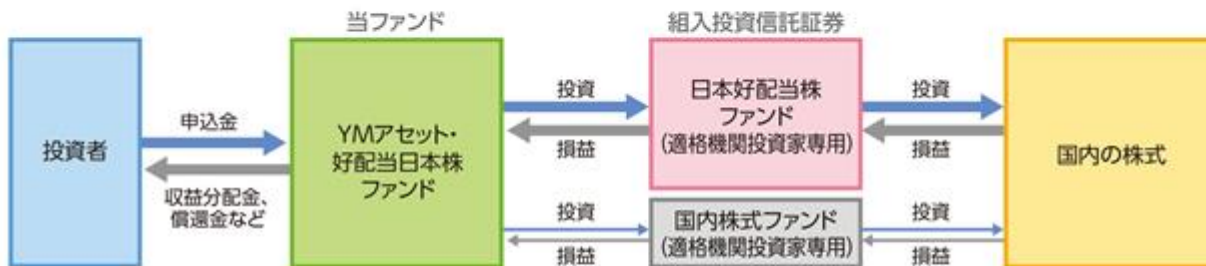 当ファンド
組入投資信託証券
投資者
申込金
収益分配金、
償還金など
YMアセット・
好配当日本株
ファンド
投資
損益
投資
損益
日本好配当株
ファンド
(適格機関投資家専用)
国内株式ファンド
(適格機関投資家専用)
投資
損益
投資
損益
国内の株式